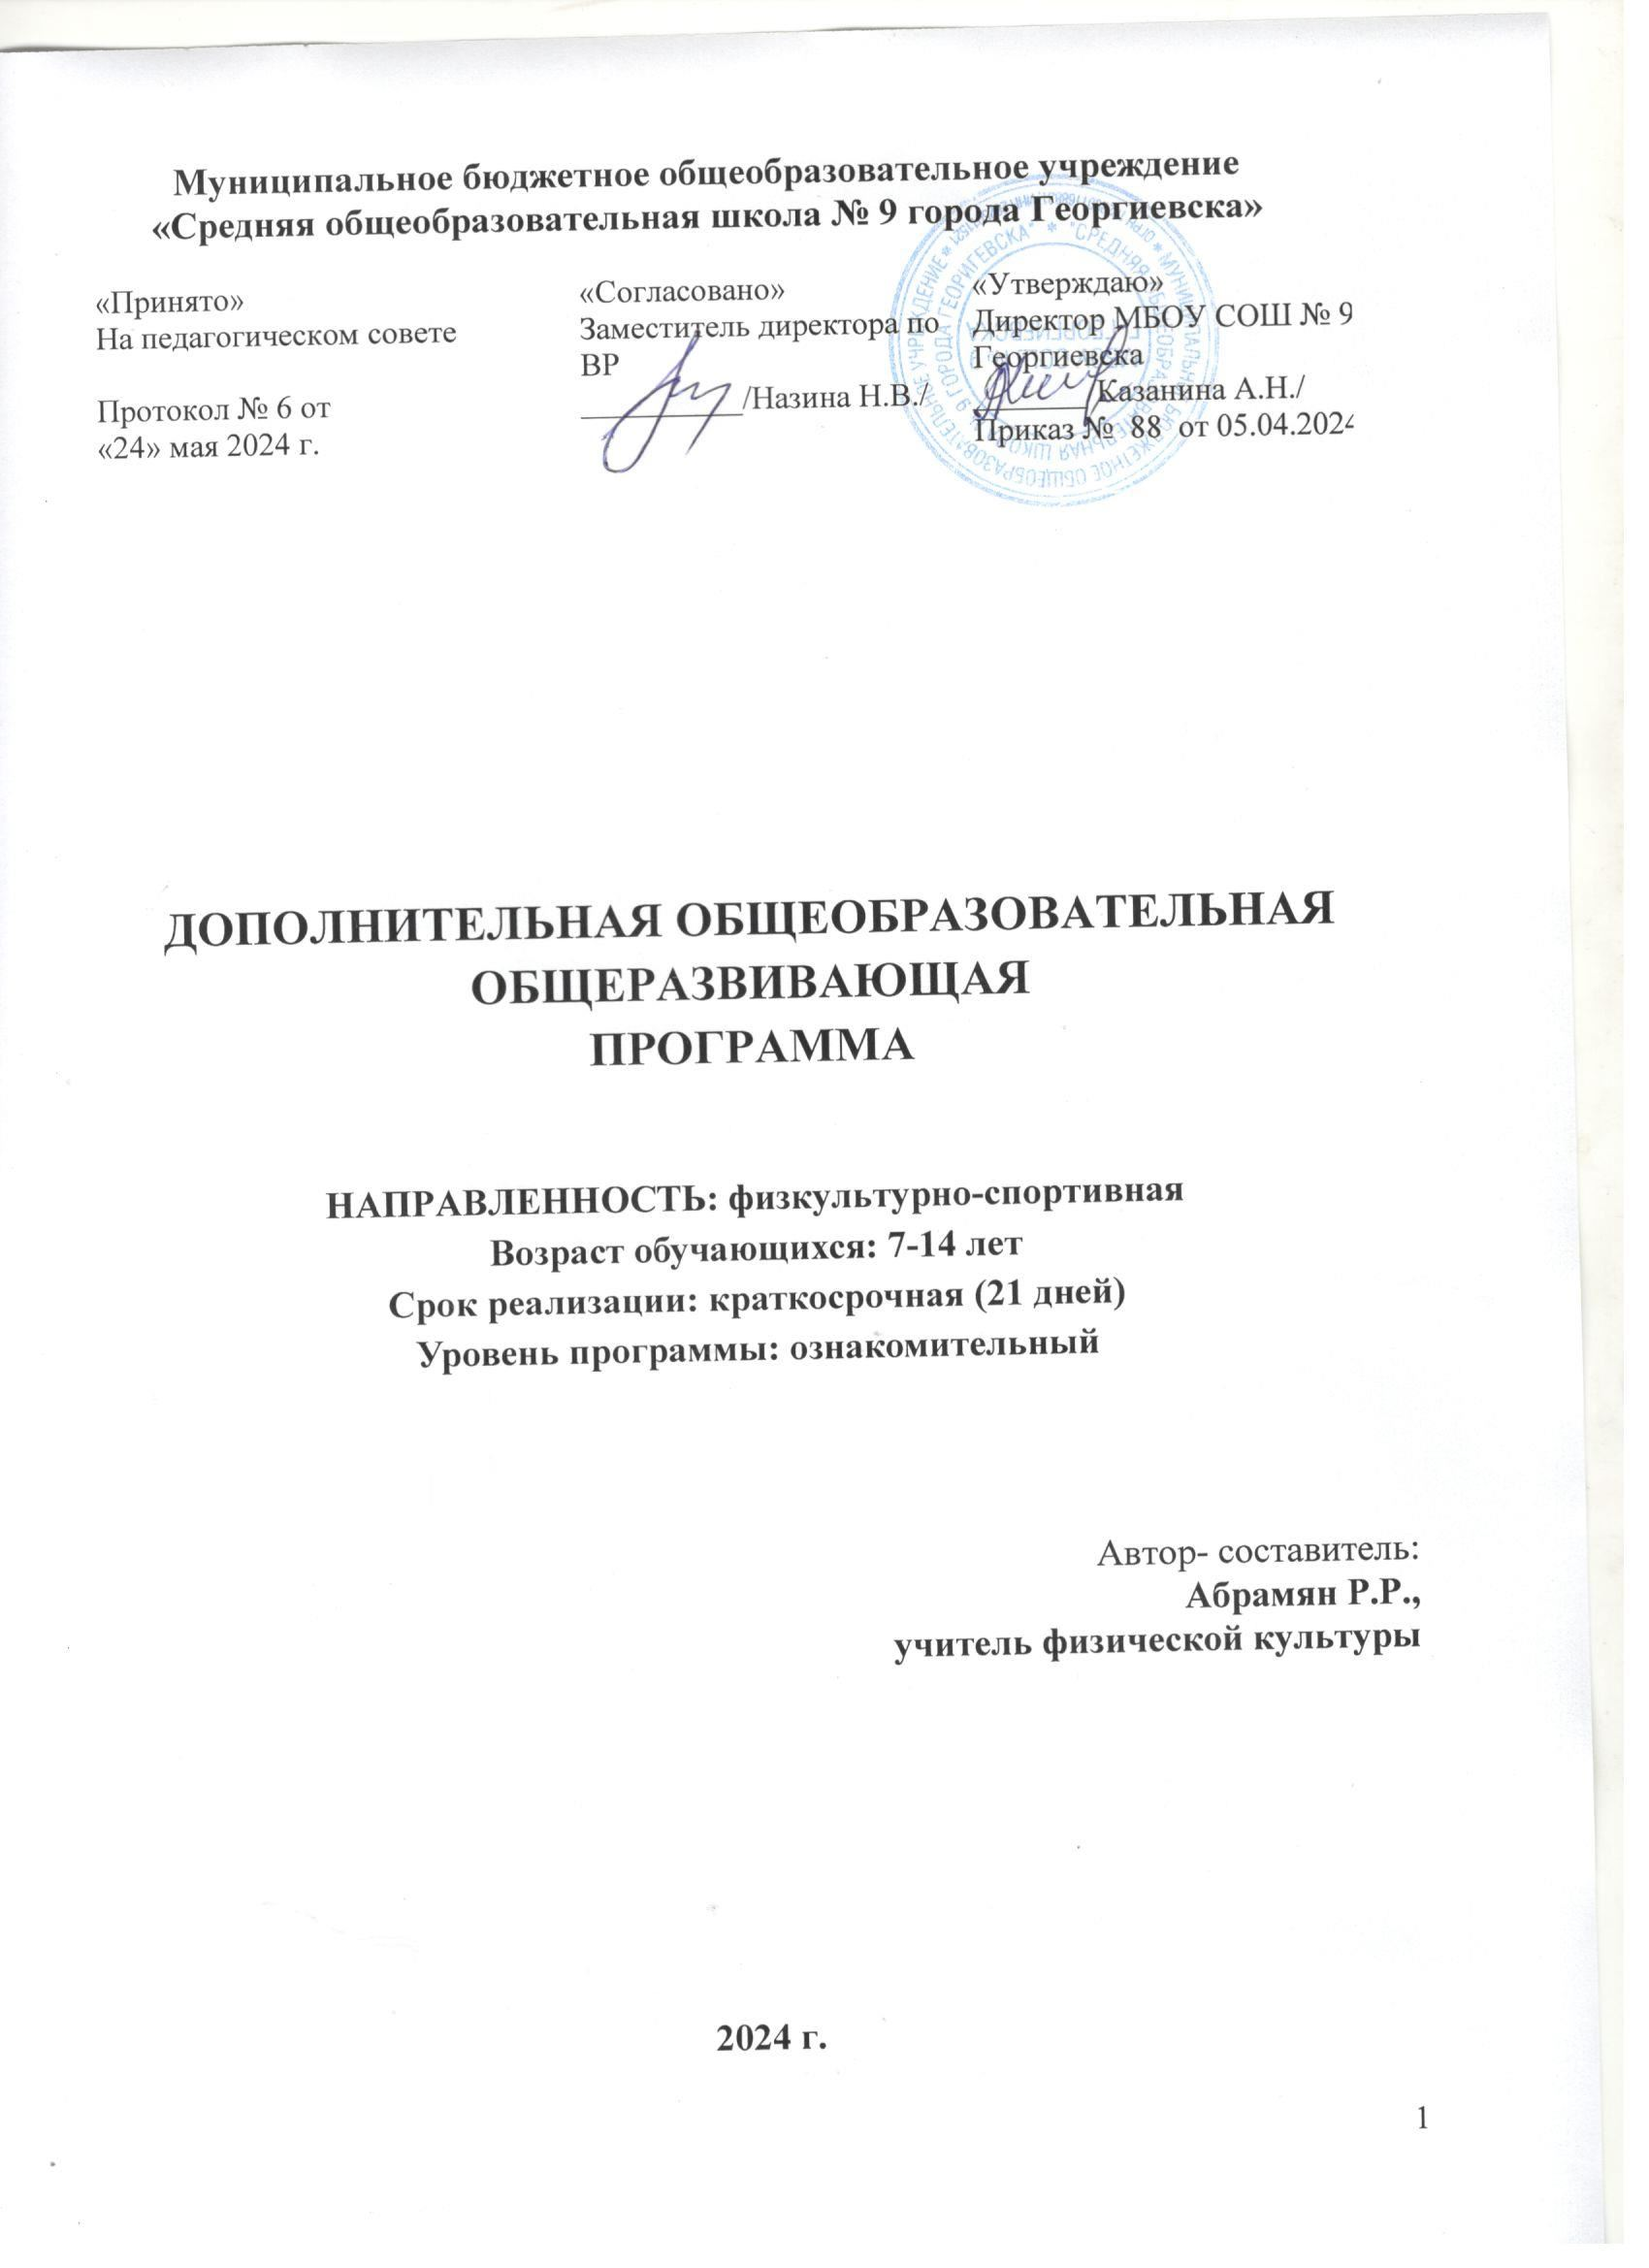 Муниципальное бюджетное общеобразовательное учреждение
«Средняя общеобразовательная школа № 9 города Георгиевска»
«Принято»
На педагогическом совете
Протокол № 6 от
«24» мая 2024 г.
«Согласовано»
Заместитель директора по
ВР
/Назина Н.В./
«Утверждаю»
Директор МБОУ СОШ № 9
Георгиевска
/Казанина А.Н./
Приказ № 88 от 05.04.2024
ДОПОЛНИТЕЛЬНАЯ ОБЩЕОБРАЗОВАТЕЛЬНАЯ
ОБЩЕРАЗВИВАЮЩАЯ
ПРОГРАММА
НАПРАВЛЕННОСТЬ: физкультурно-спортивная
Возраст обучающихся: 7-14 лет
Срок реализации: краткосрочная (21 дней)
Уровень программы: ознакомительный
Автор- составитель:
Абрамян Р.Р.,
учитель физической культуры
2024 г.
1